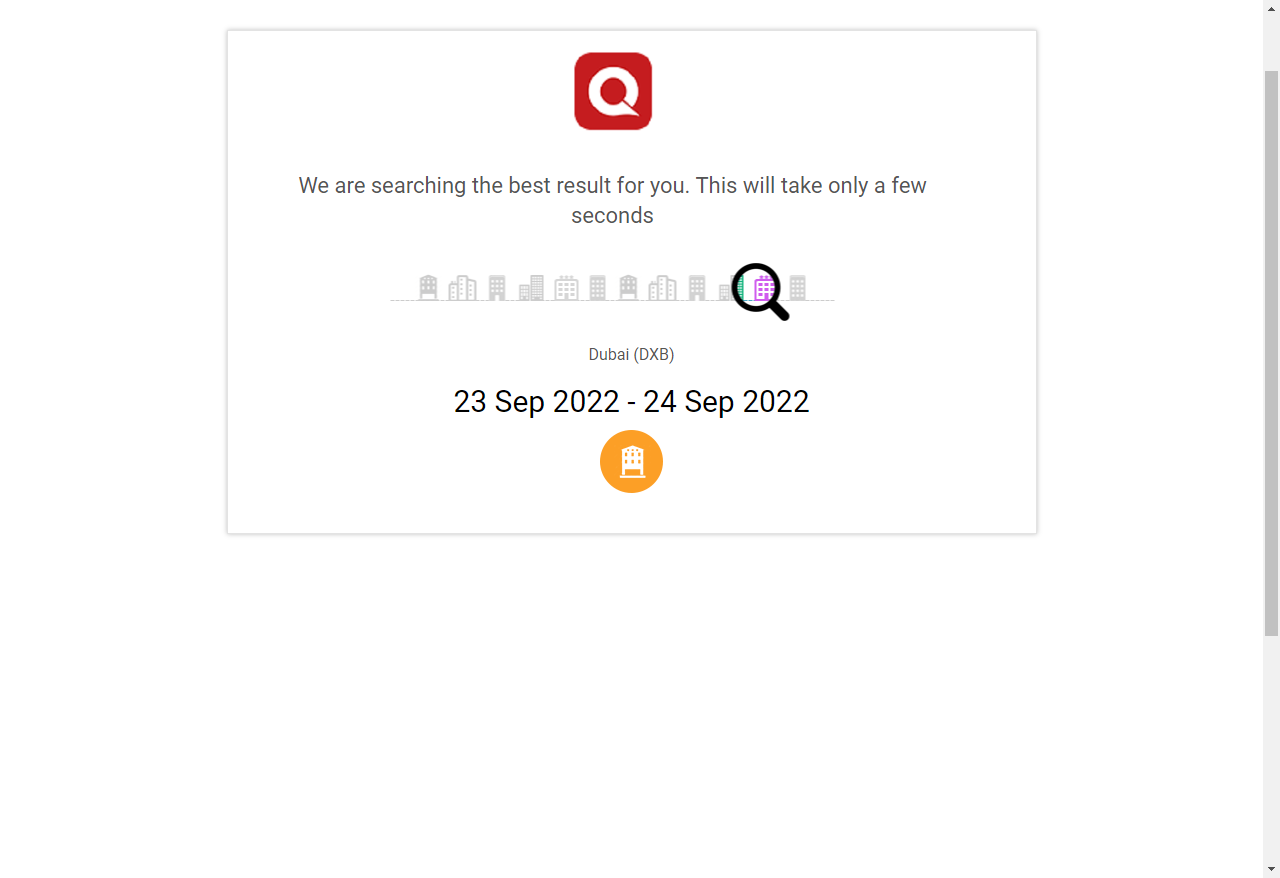 We are searching the best result for you. This will take only a few
seconds
Dubai (DXB)
23 Sep 2022 - 24 Sep 2022